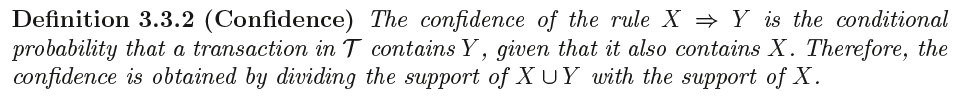 Definition 3.3.2 (Confidence) The confidence of the rule X ⇒ Y is the conditional
probability that a transaction in 𝒯 contains Y, given that it also contains X. Therefore, the
confidence is obtained by dividing the support of X ∪ Y with the support of X.